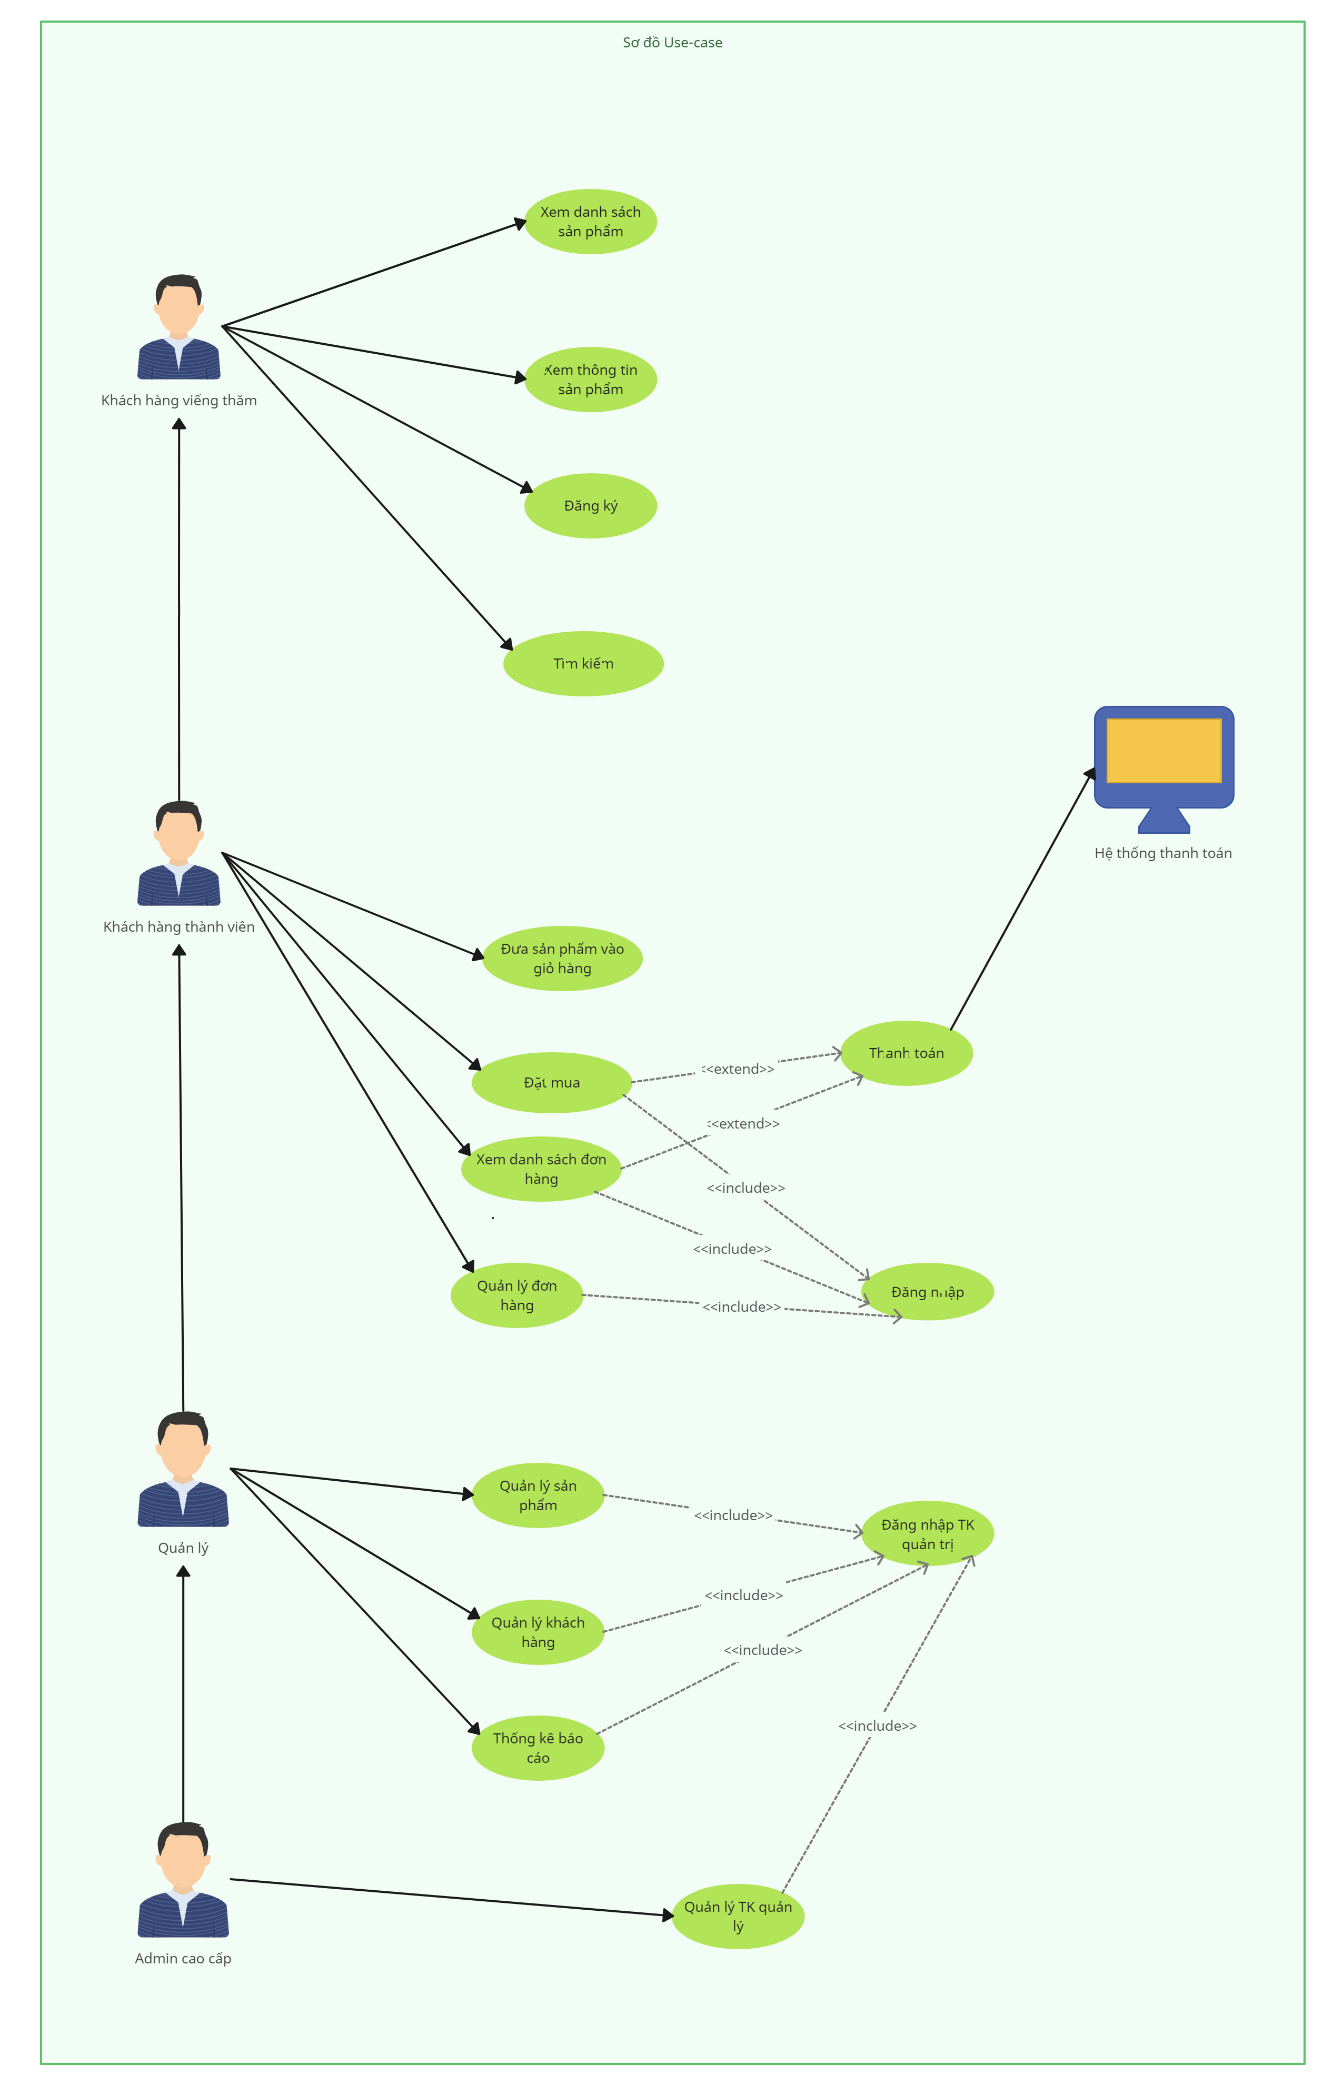 Sơ đồ Use-case
Xem danh sách
sản phẩm
Xem thông tin
sản phẩm
Khách hàng viếng thăm
Đăng ký
Tìm kiếm
Hệ thống thanh toán
Khách hàng thành viên
Đưa sản phẩm vào
giỏ hàng
Thanh toán
<<extend>>
Đặt mua
<<extend>>
Xem danh sách đơn
hàng
<<include>>
<<include>>
Quản lý đơn
hàng
Đăng nhập
<<include>>
Quản lý sản
phẩm
<<include>>
Đăng nhập TK
quản trị
Quản lý
<<include>>
Quản lý khách
hàng
<<include>>
<<include>>
Thống kê báo
cáo
Quản lý TK quản
lý
Admin cao cấp